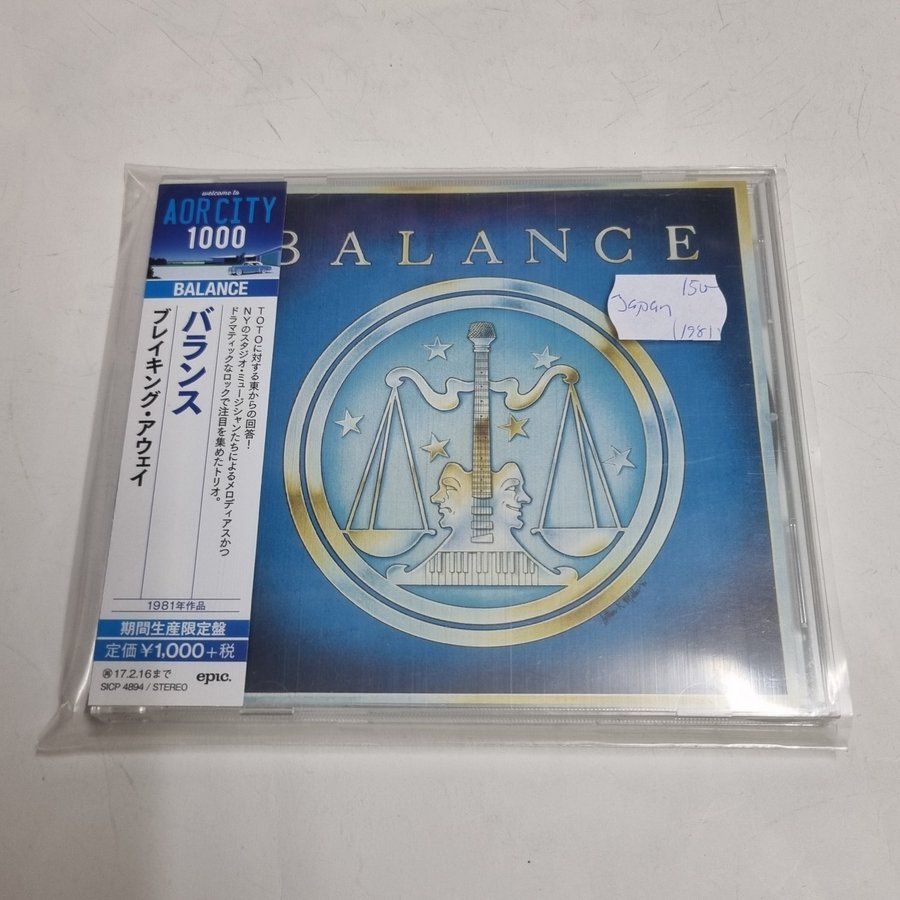 welcome to
AOR CITY
1000
BALANCE
バランス
ブレイキング・アウェイ
TOTOに対する東からの回答！
NYのスタジオ・ミュージシャンたちによるメロディアスかつ
ドラマティックなロックで注目を集めたトリオ。
1981年作品
期間生産限定盤
定価¥1,000+税
17.2.16まで
SICP 4894 / STEREO
epic.
BALANCE
150
Japan
(1981)